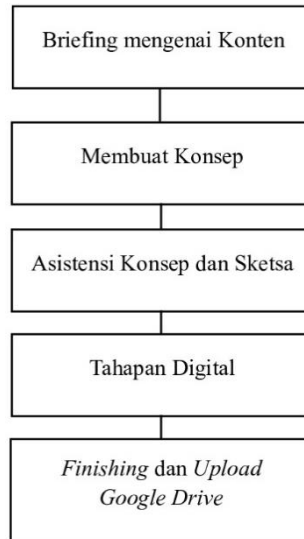 Briefing mengenai Konten
Membuat Konsep
Asistensi Konsep dan Sketsa
Tahapan Digital
Finishing dan Upload
Google Drive